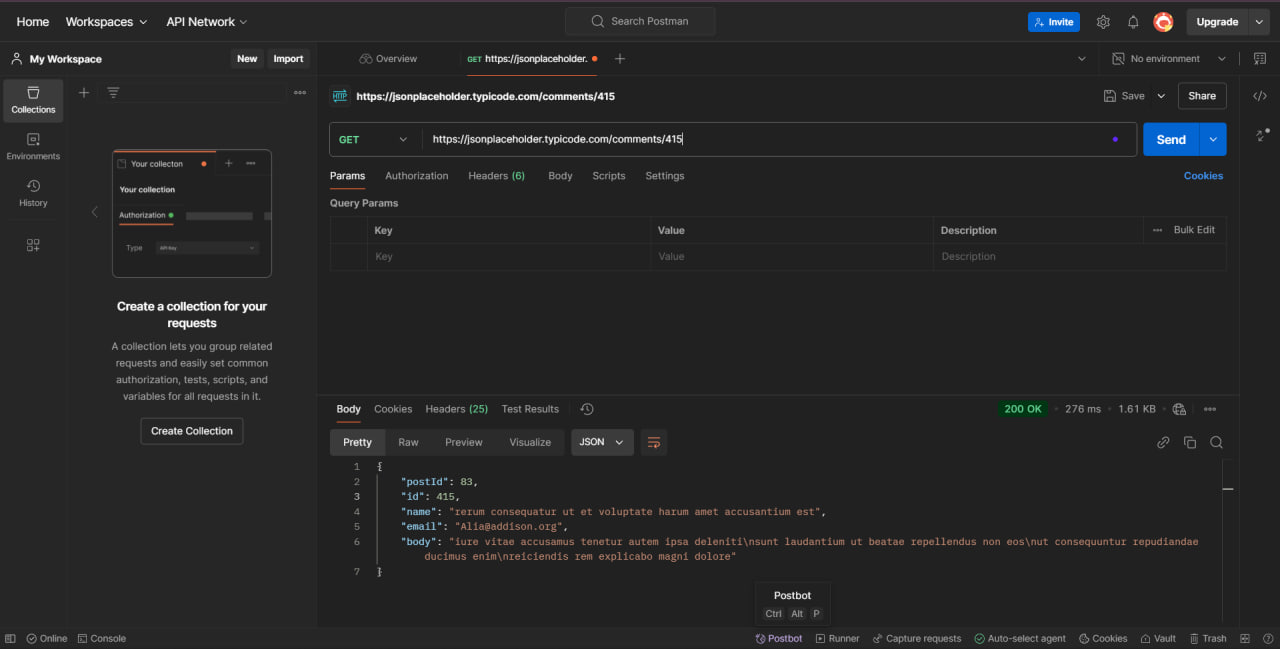 Home Workspaces API Network Search Postman Invite Upgrade
My Workspace New Import Overview GET https://jsonplaceholder. No environment
Collections
Environments
History
Your collecton
Your collection
Authorization
Type API Key
Create a collection for your
requests
A collection lets you group related
requests and easily set common
authorization, tests, scripts, and
variables for all requests in it.
Create Collection
HTTP https://jsonplaceholder.typicode.com/comments/415 Save Share
GET https://jsonplaceholder.typicode.com/comments/415 Send
Params Authorization Headers (6) Body Scripts Settings Cookies
Query Params
Key Value Description Bulk Edit
Key Value Description
Body Cookies Headers (25) Test Results 200 OK 276 ms 1.61 KB
Pretty Raw Preview Visualize JSON
1 {
2 "postId": 83,
3 "id": 415,
4 "name": "rerum consequatur ut et voluptate harum amet accusantium est",
5 "email": "Alia@addison.org",
6 "body": "iure vitae accusamus tenetur autem ipsa deleniti\nsunt laudantium ut beatae repellendus non eos\nut consequuntur repudiandae
ducimus enim\nreiciendis rem explicabo magni dolore"
7 }
Postbot
Ctrl Alt P
Online Console Postbot Runner Capture requests Auto-select agent Cookies Vault Trash